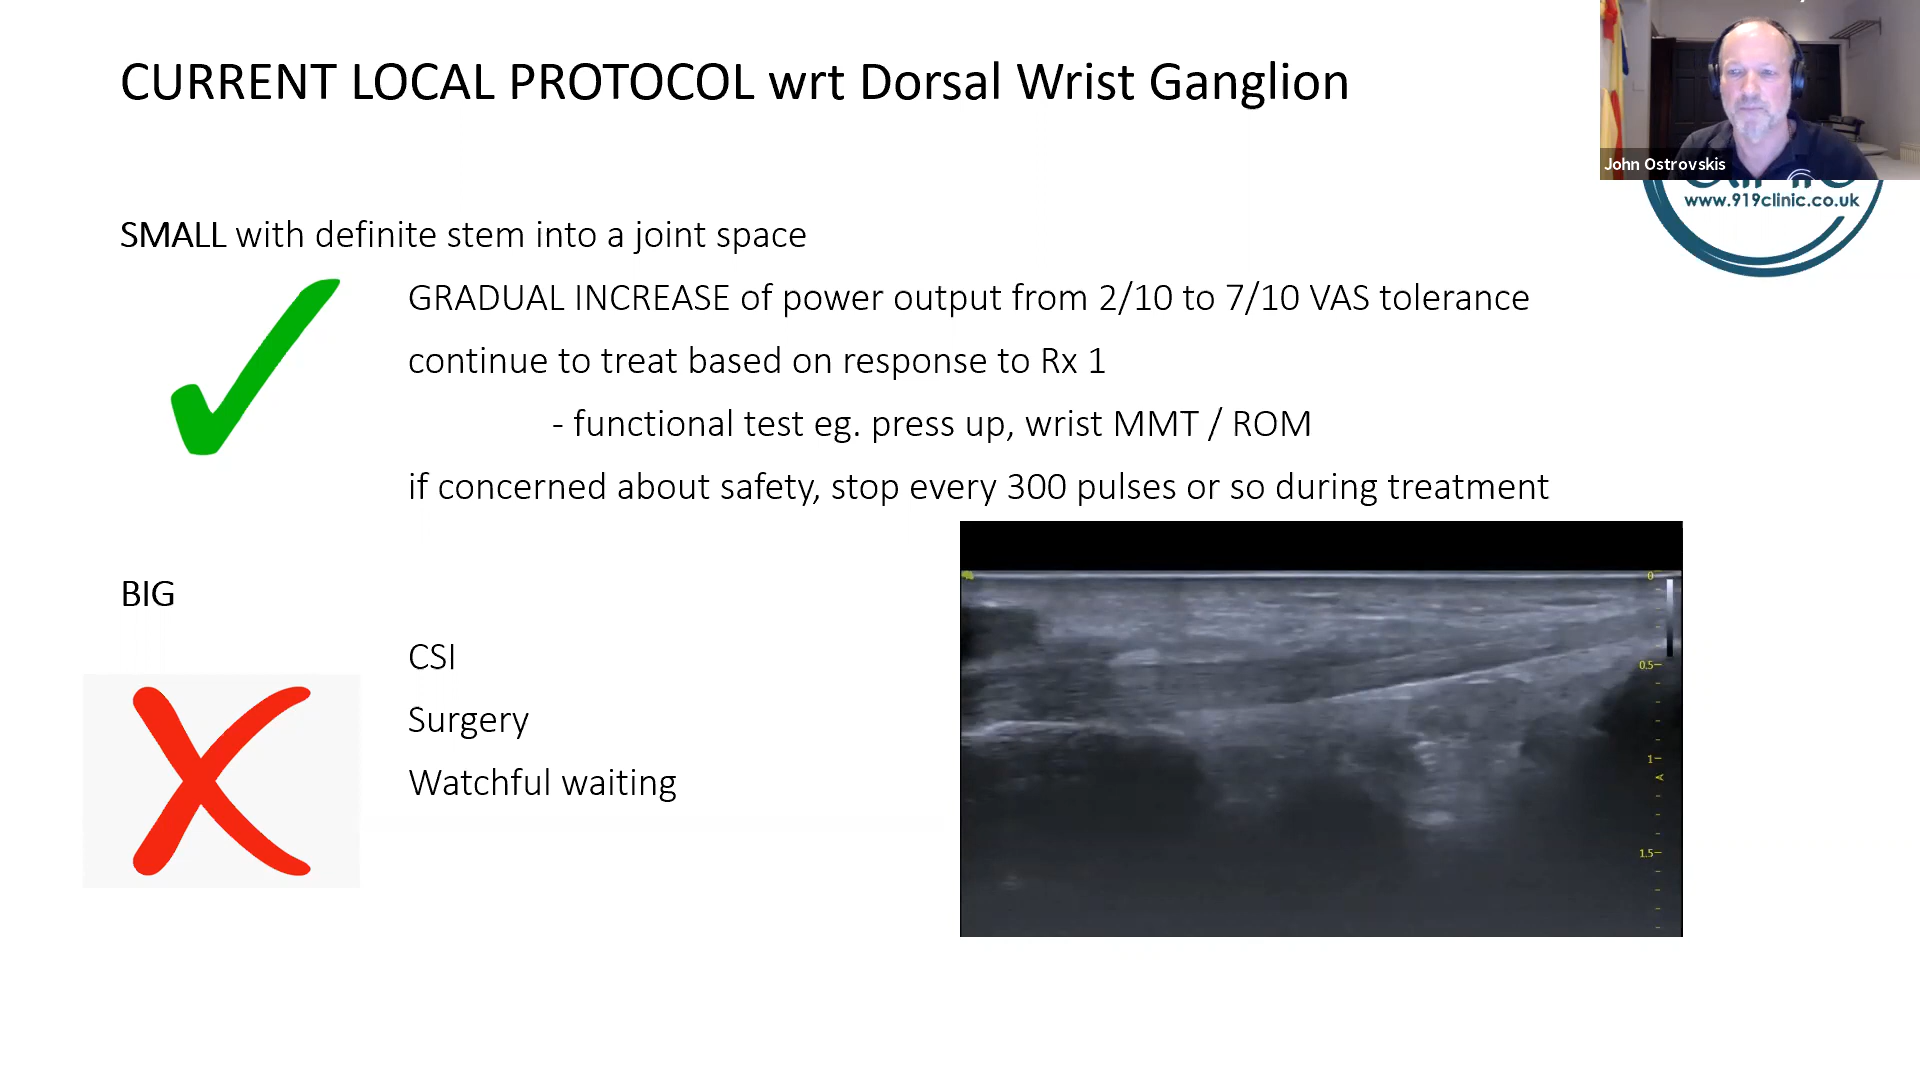 CURRENT LOCAL PROTOCOL wrt Dorsal Wrist Ganglion
John Ostrovskis
www.919clinic.co.uk
SMALL with definite stem into a joint space
GRADUAL INCREASE of power output from 2/10 to 7/10 VAS tolerance
continue to treat based on response to Rx 1
- functional test eg. press up, wrist MMT / ROM
if concerned about safety, stop every 300 pulses or so during treatment
BIG
CSI
Surgery
Watchful waiting
0
0.5
1
1.5